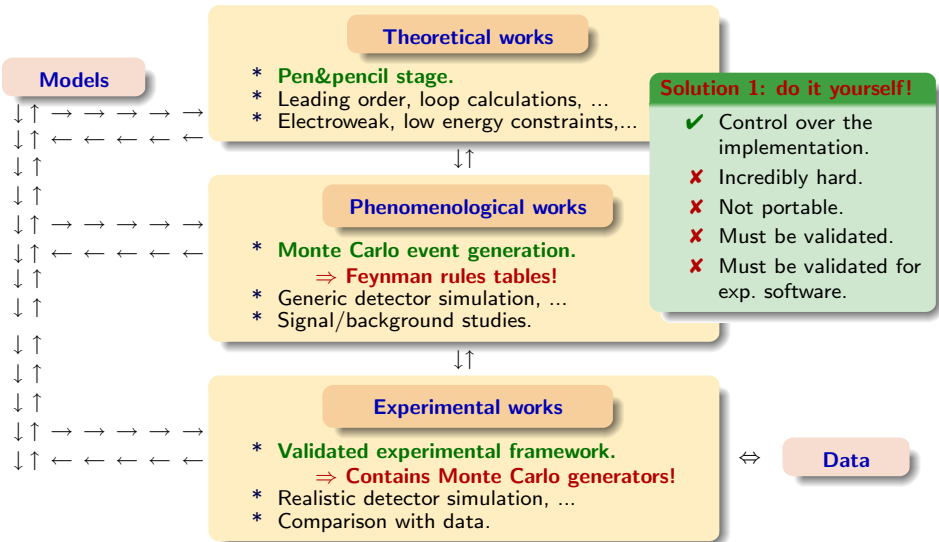 Models
↓↑ → → → → →
↓↑ ← ← ← ← ←
↓↑
↓↑
↓↑ → → → → →
↓↑ ← ← ← ← ←
↓↑
↓↑
↓↑
↓↑
↓↑
↓↑ → → → → →
↓↑ ← ← ← ← ←
Theoretical works
* Pen&pencil stage.
* Leading order, loop calculations, ...
* Electroweak, low energy constraints,...
↓↑
Phenomenological works
* Monte Carlo event generation.
⇒ Feynman rules tables!
* Generic detector simulation, ...
* Signal/background studies.
↓↑
Experimental works
* Validated experimental framework.
⇒ Contains Monte Carlo generators!
* Realistic detector simulation, ...
* Comparison with data.
⇔ Data
Solution 1: do it yourself!
✔ Control over the
implementation.
✘ Incredibly hard.
✘ Not portable.
✘ Must be validated.
✘ Must be validated for
exp. software.